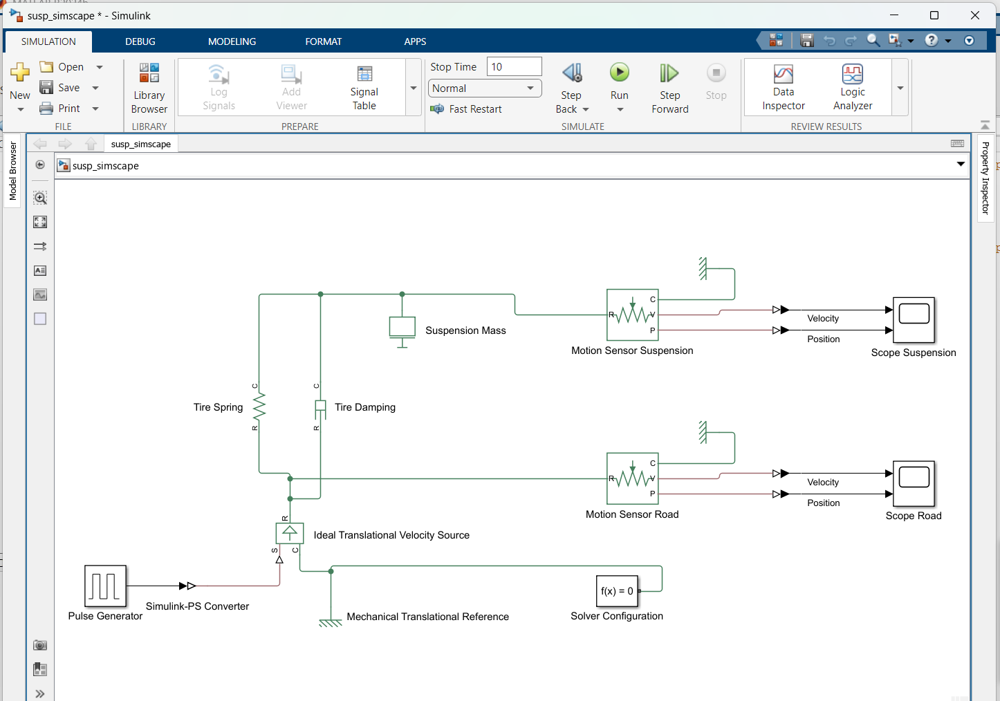 susp_simscape * - Simulink
SIMULATION DEBUG MODELING FORMAT APPS
New
Open
Save
Print
FILE
Library
Browser
LIBRARY
Log
Signals
Add
Viewer
Signal
Table
PREPARE
Stop Time 10
Normal
Fast Restart
Step
Back
Run
Step
Forward
Stop
SIMULATE
Data
Inspector
Logic
Analyzer
REVIEW RESULTS
Model Browser
Property Inspector
susp_simscape
susp_simscape
Suspension Mass
R
C
V
P
Motion Sensor Suspension
Velocity
Position
Scope Suspension
C
Tire Spring
R
C
Tire Damping
R
R
C
V
P
Motion Sensor Road
Velocity
Position
Scope Road
R
Ideal Translational Velocity Source
S
C
Pulse Generator
Simulink-PS Converter
Mechanical Translational Reference
f(x) = 0
Solver Configuration